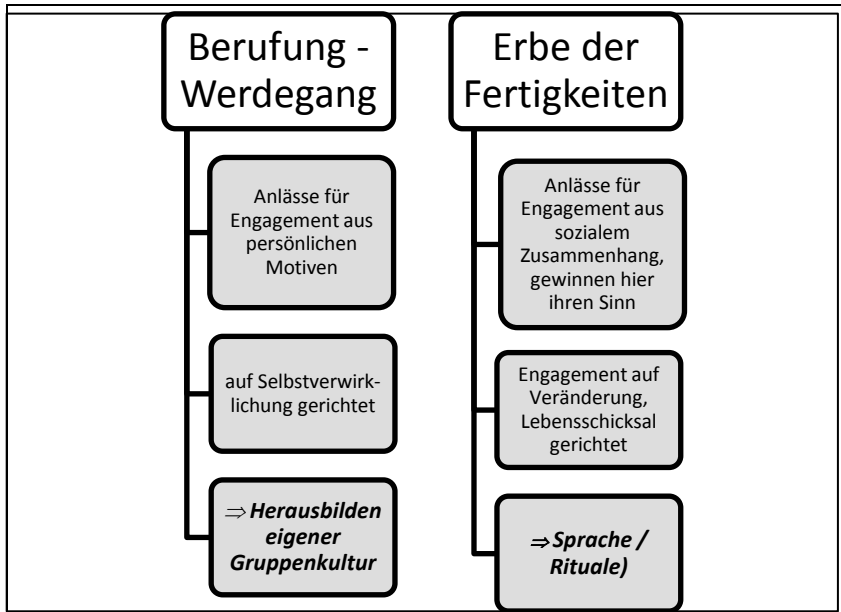 Berufung -
Werdegang
Anlässe für
Engagement aus
persönlichen
Motiven
auf Selbstverwirk-
lichung gerichtet
⇒ Herausbilden
eigener
Gruppenkultur
Erbe der
Fertigkeiten
Anlässe für
Engagement aus
sozialem
Zusammenhang,
gewinnen hier
ihren Sinn
Engagement auf
Veränderung,
Lebensschicksal
gerichtet
⇒ Sprache /
Rituale)